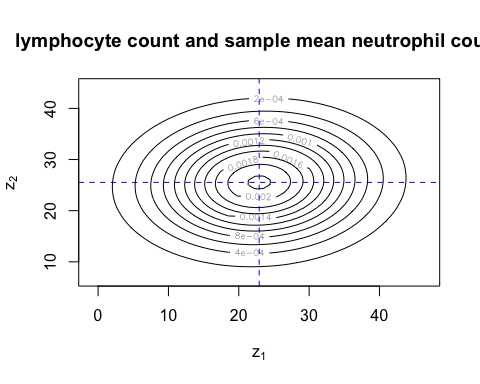 lymphocyte count and sample mean neutrophil cou
2e-04
6e-04
0.001
0.0012
0.0016
0.0018
0.002
0.0014
8e-04
4e-04
40
30
20
10
z2
0 10 20 30 40
z1